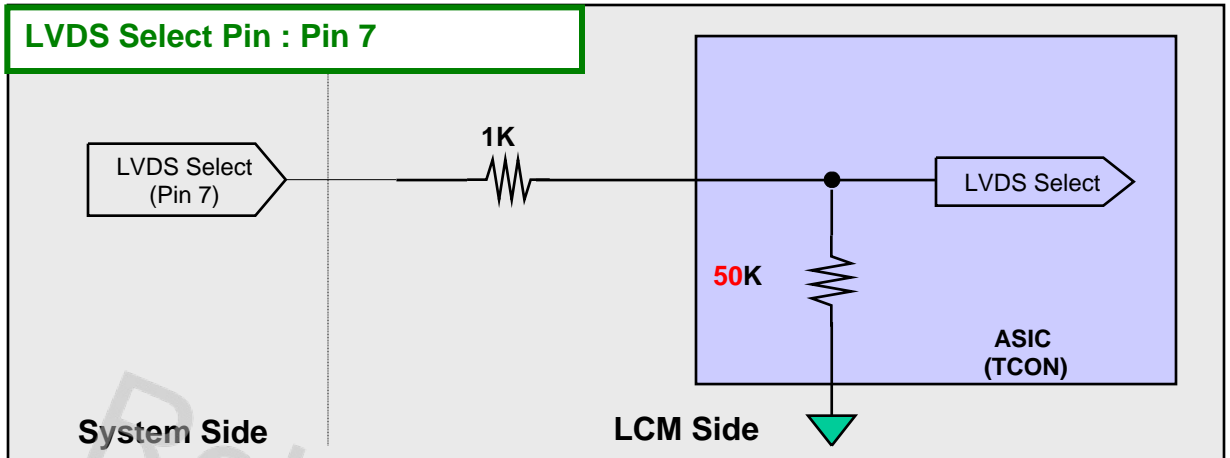 LVDS Select Pin : Pin 7
1K
LVDS Select
(Pin 7)
LVDS Select
50K
ASIC
(TCON)
System Side
LCM Side